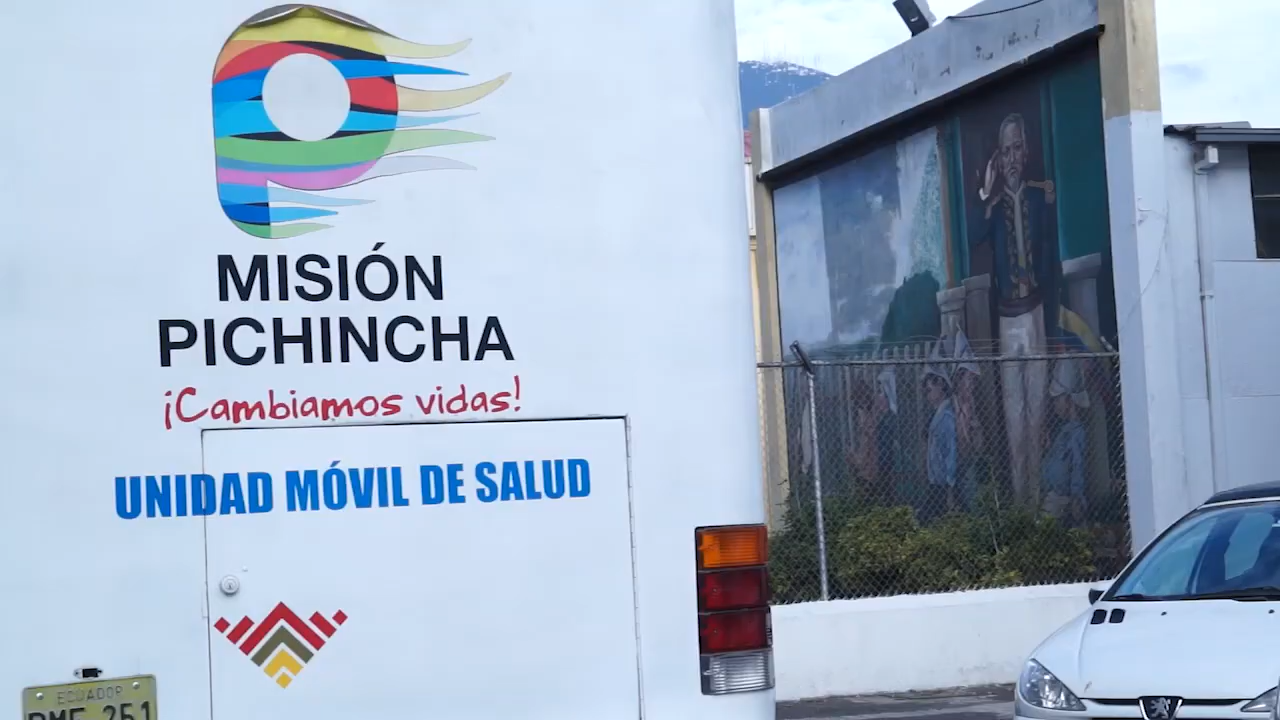 MISIÓN
PICHINCHA
¡Cambiamos vidas!
UNIDAD MÓVIL DE SALUD
ECUADOR